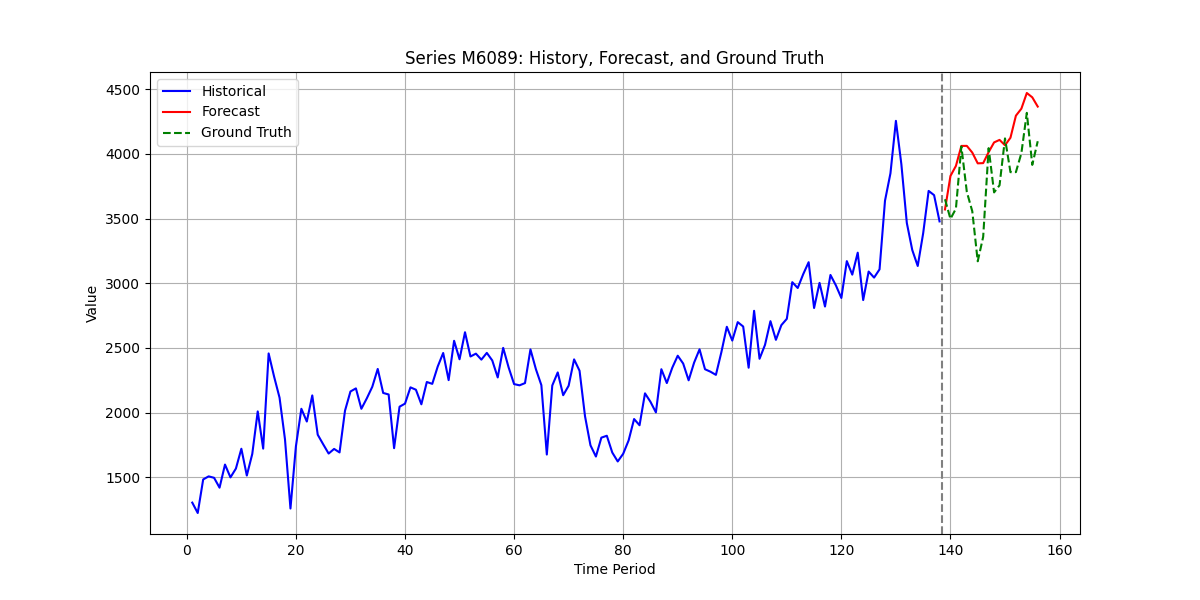 Series M6089: History, Forecast, and Ground Truth
Historical
Forecast
Ground Truth
4500
4000
3500
3000
2500
2000
1500
Value
0 20 40 60 80 100 120 140 160
Time Period